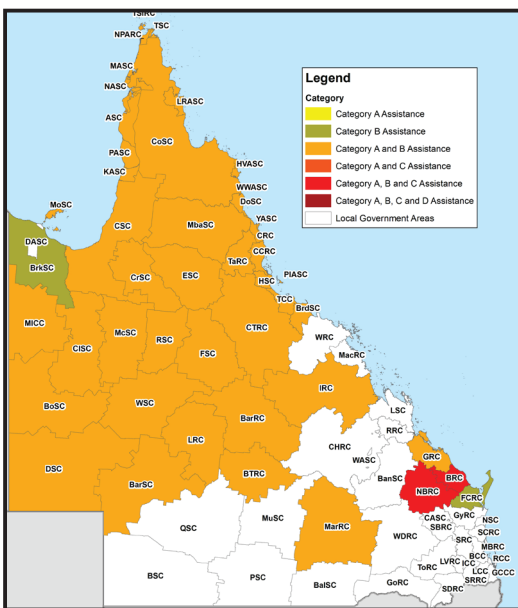 TSIRC
TSC
NPARC
MASC
NASC
LRASC
ASC
CoSC
PASC
KASC
HVASC
WWASC
DoSC
MoSC
YASC
CSC
MbaSC
CRC
DASC
CCRC
TaRC
BrkSC
CrSC
ESC
HSC
PIASC
TCC
BrdSC
MICC
CTRC
McSC
RSC
WRC
CISC
FSC
MacRC
IRC
BoSC
WSC
LSC
BarRC
RRC
LRC
CHRC
GRC
WASC
DSC
BTRC
BanSC
BRC
BarSC
NBRC
FCRC
MuSC
GyRC
NSC
QSC
MarRC
CASC
SBRC
SCRC
WDRC
SRC
MBRC
BCC
RCC
LVRC
ICC
ToRC
LCC
GCCC
BSC
PSC
BalSC
GoRC
SRRC
SDRC
Legend
Category
Category A Assistance
Category B Assistance
Category A and B Assistance
Category A and C Assistance
Category A, B and C Assistance
Category A, B, C and D Assistance
Local Government Areas